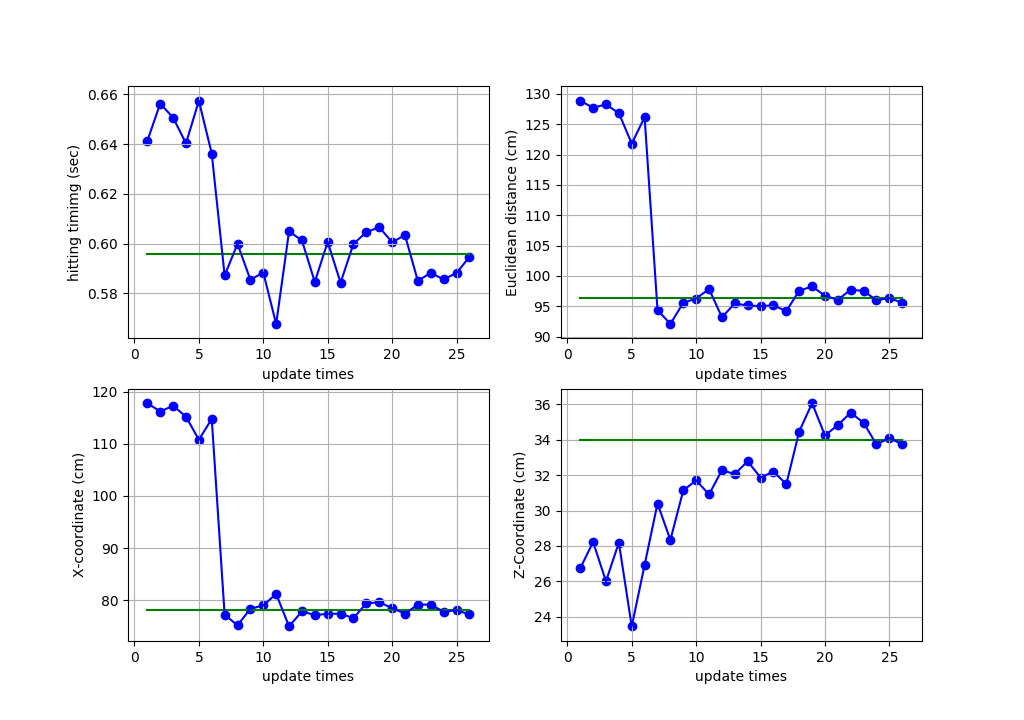 hitting timimg (sec)
0.66
0.64
0.62
0.60
0.58
0 5 10 15 20 25
update times
Euclidean distance (cm)
130
125
120
115
110
105
100
95
90
0 5 10 15 20 25
update times
X-coordinate (cm)
120
110
100
90
80
0 5 10 15 20 25
update times
Z-Coordinate (cm)
36
34
32
30
28
26
24
0 5 10 15 20 25
update times